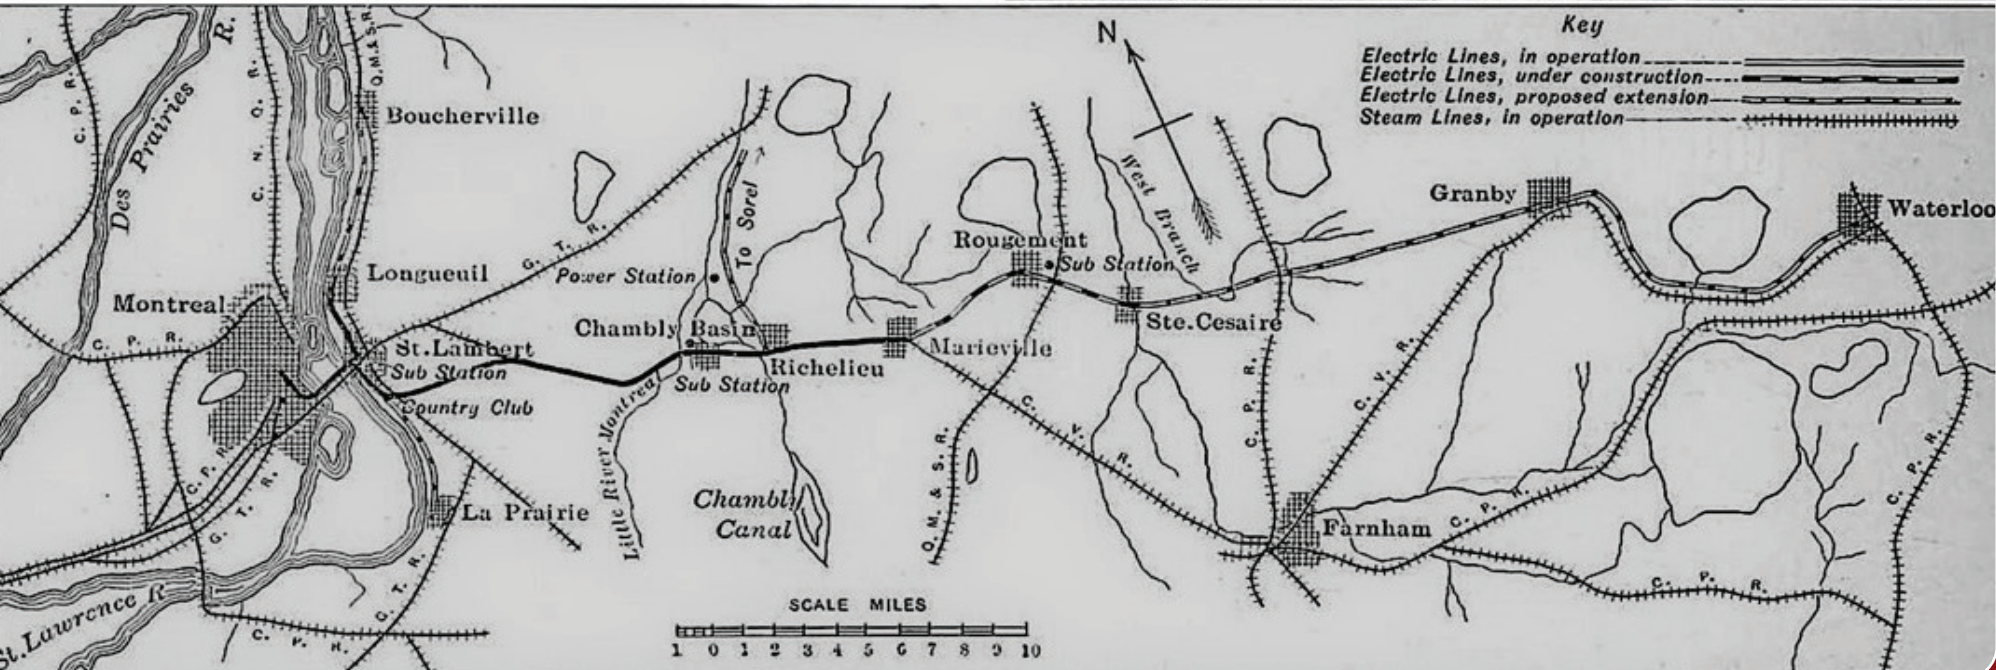 Key
Electric Lines, in operation
Electric Lines, under construction
Electric Lines, proposed extension
Steam Lines, in operation
N
R.
Des Prairies
C. P. R.
C. N. Q. R.
Q.M.& S.R.
Boucherville
Longueuil
Montreal
C. P. R.
St. Lambert
Sub Station
Country Club
La Prairie
C. P. R.
G. T. R.
G. T. R.
C. P. R.
St. Lawrence R
G. T. R.
Power Station
To Sorel
Chambly Basin
Sub Station
Richelieu
Little River Montreal
Chambly
Canal
Marieville
Rougement
Sub Station
West Branch
Ste. Cesaire
Q. M. & S. R.
C. V. R.
C. P. R.
C. V. R.
Granby
Waterloo
Farnham
C. P. R.
C. P. R.
C. P. R.
SCALE MILES
1 0 1 2 3 4 5 6 7 8 9 10